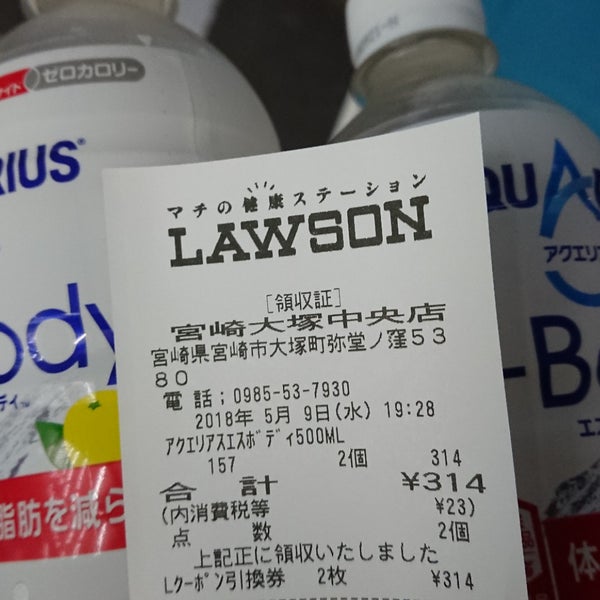 ゼロカロリー
RIUS
ody
脂肪を減ら
QUA
アクエリ
-Bo
エス
体
マチの健康ステーション
LAWSON
[領収証]
宮崎大塚中央店
宮崎県宮崎市大塚町弥堂ノ窪53
80
電話;0985-53-7930
2018年 5月 9日(水) 19:28
アクエリアスエスボディ500ML
157 2個 314
合 計 ¥314
(内消費税等 ¥23)
点 数 2個
上記正に領収いたしました
Lクーポン引換券 2枚 ¥314